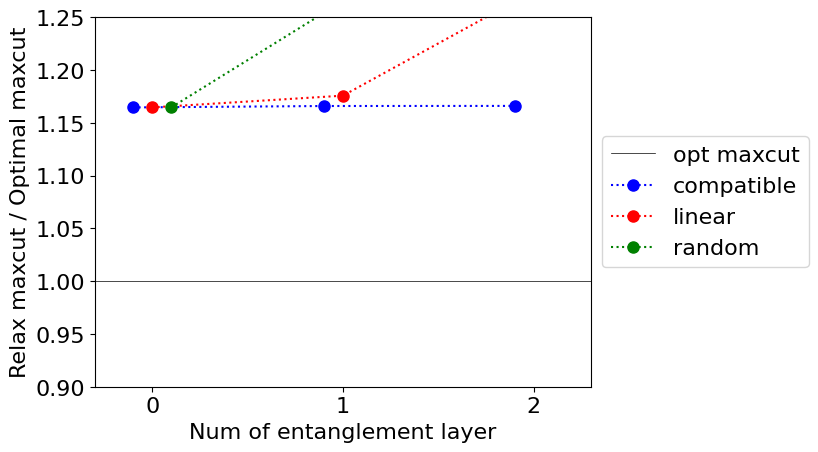 Relax maxcut / Optimal maxcut
1.25
1.20
1.15
1.10
1.05
1.00
0.95
0.90
0
1
2
Num of entanglement layer
opt maxcut
compatible
linear
random